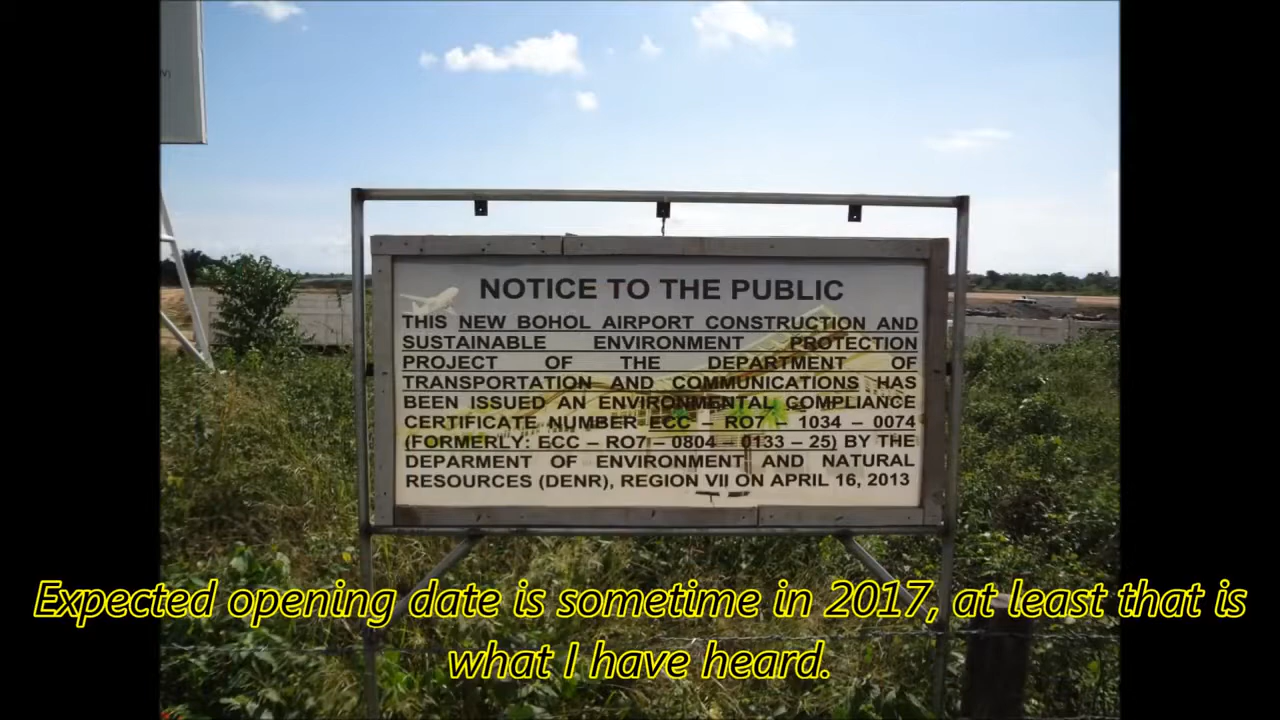 NOTICE TO THE PUBLIC
THIS NEW BOHOL AIRPORT CONSTRUCTION AND
SUSTAINABLE ENVIRONMENT PROTECTION
PROJECT OF THE DEPARTMENT OF
TRANSPORTATION AND COMMUNICATIONS HAS
BEEN ISSUED AN ENVIRONMENTAL COMPLIANCE
CERTIFICATE NUMBER ECC – RO7 – 1034 – 0074
(FORMERLY: ECC – RO7 – 0804 – 0133 – 25) BY THE
DEPARMENT OF ENVIRONMENT AND NATURAL
RESOURCES (DENR), REGION VII ON APRIL 16, 2013
Expected opening date is sometime in 2017, at least that is
what I have heard.